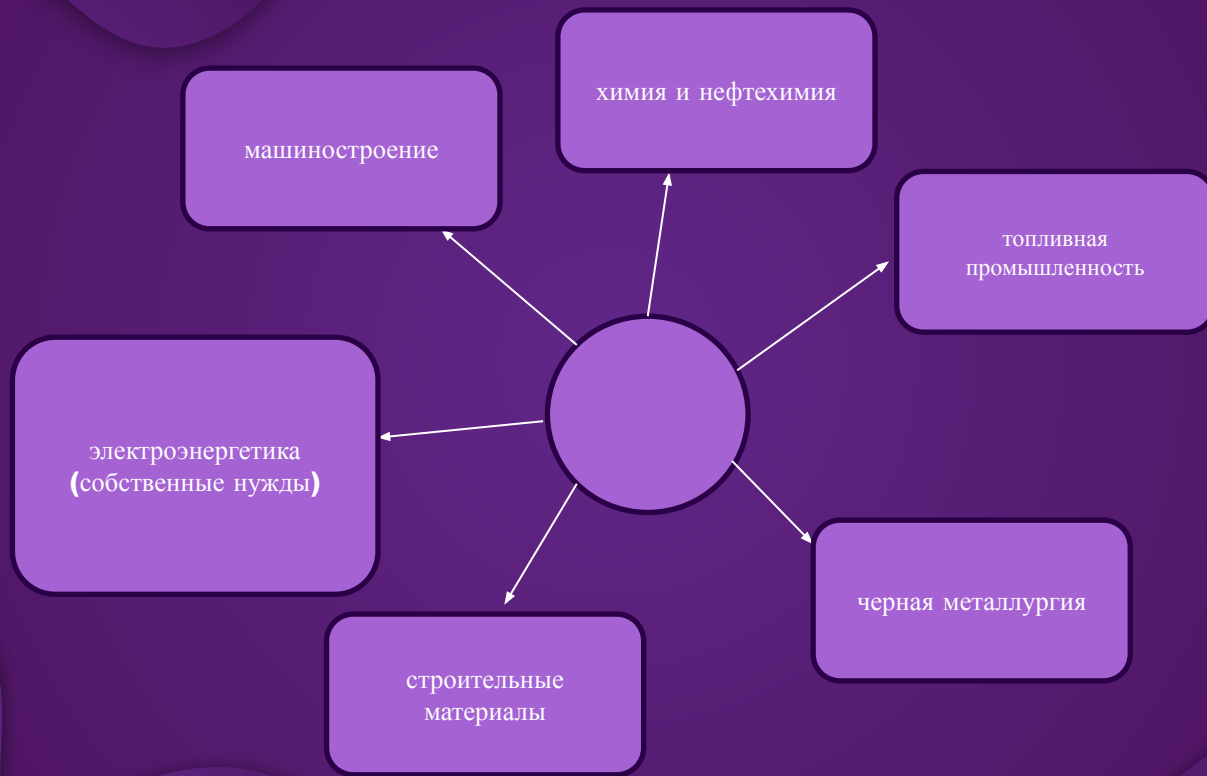 химия и нефтехимия
машиностроение
топливная
промышленность
электроэнергетика
(собственные нужды)
черная металлургия
строительные
материалы